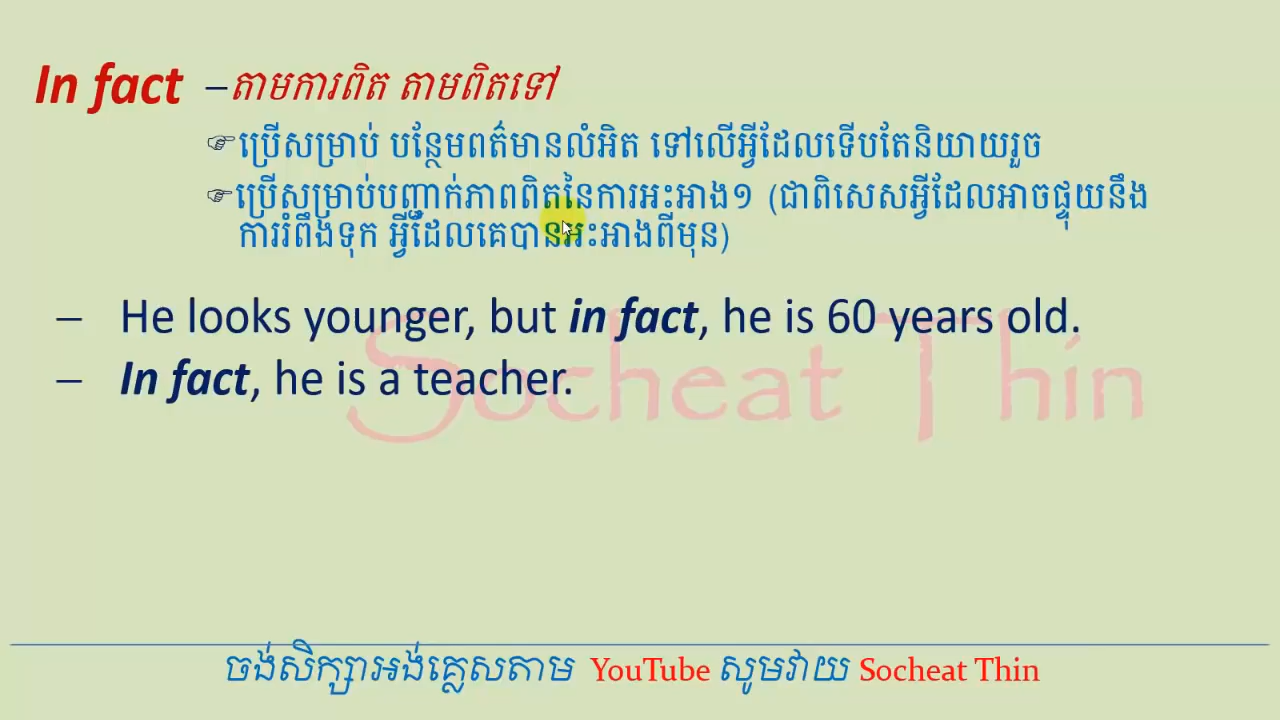 In fact –តាមការពិត តាមពិតទៅ
☞ប្រើសម្រាប់ បន្ថែមពត៌មានលំអិត ទៅលើអ្វីដែលទើបតែនិយាយរួច
☞ប្រើសម្រាប់បញ្ជាក់ភាពពិតនៃការអះអាង១ (ជាពិសេសអ្វីដែលអាចផ្ទុយនឹង
ការរំពឹងទុក អ្វីដែលគេបានអះអាងពីមុន)
– He looks younger, but in fact, he is 60 years old.
– In fact, he is a teacher.
Socheat Thin
ចង់សិក្សាអង់គ្លេសតាម YouTube សូមវាយ Socheat Thin